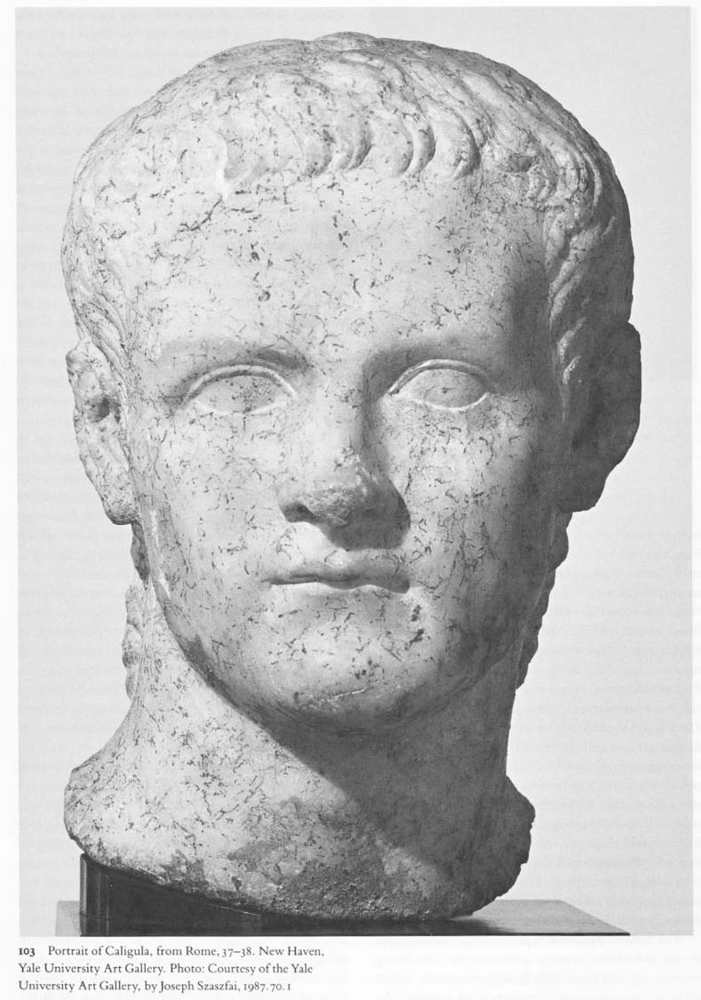 103 Portrait of Caligula, from Rome, 37–38. New Haven,
Yale University Art Gallery. Photo: Courtesy of the Yale
University Art Gallery, by Joseph Szaszfai, 1987.70.1